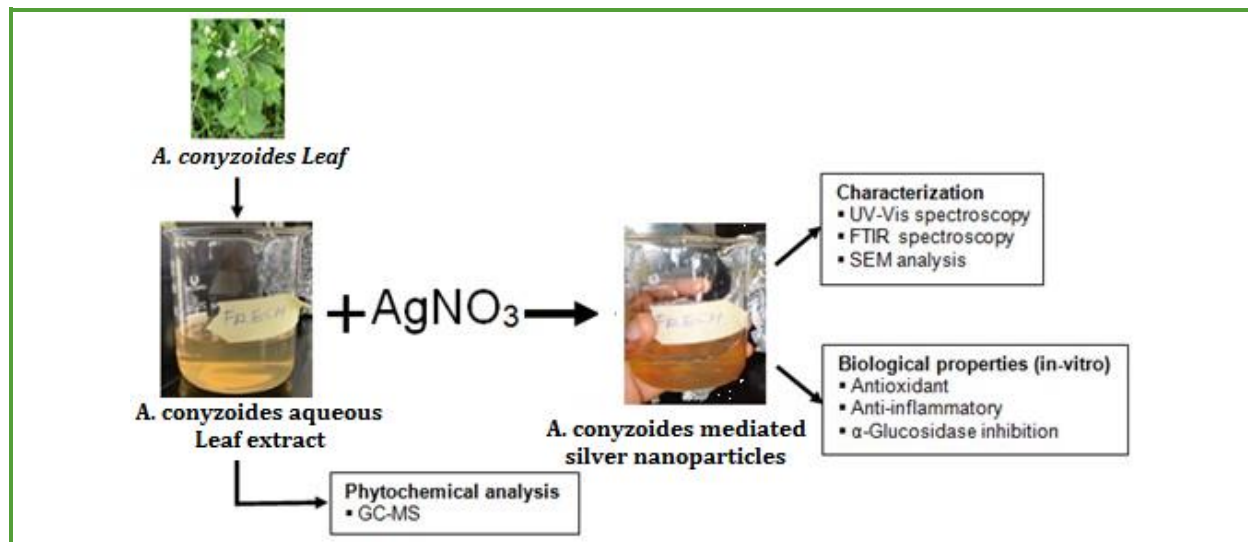 A. conyzoides Leaf
FRESH
A. conyzoides aqueous
Leaf extract
+AgNO₃
A. conyzoides mediated
silver nanoparticles
Characterization
▪ UV-Vis spectroscopy
▪ FTIR spectroscopy
▪ SEM analysis
Biological properties (in-vitro)
▪ Antioxidant
▪ Anti-inflammatory
▪ α-Glucosidase inhibition
Phytochemical analysis
▪ GC-MS